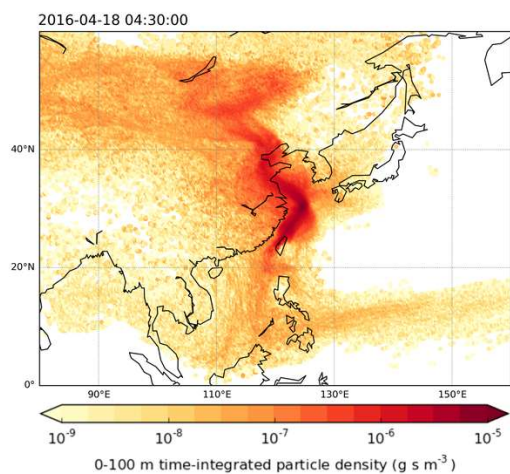 2016-04-18 04:30:00
40°N
20°N
0°
90°E 110°E 130°E 150°E
10⁻⁹ 10⁻⁸ 10⁻⁷ 10⁻⁶ 10⁻⁵
0-100 m time-integrated particle density (g s m⁻³)